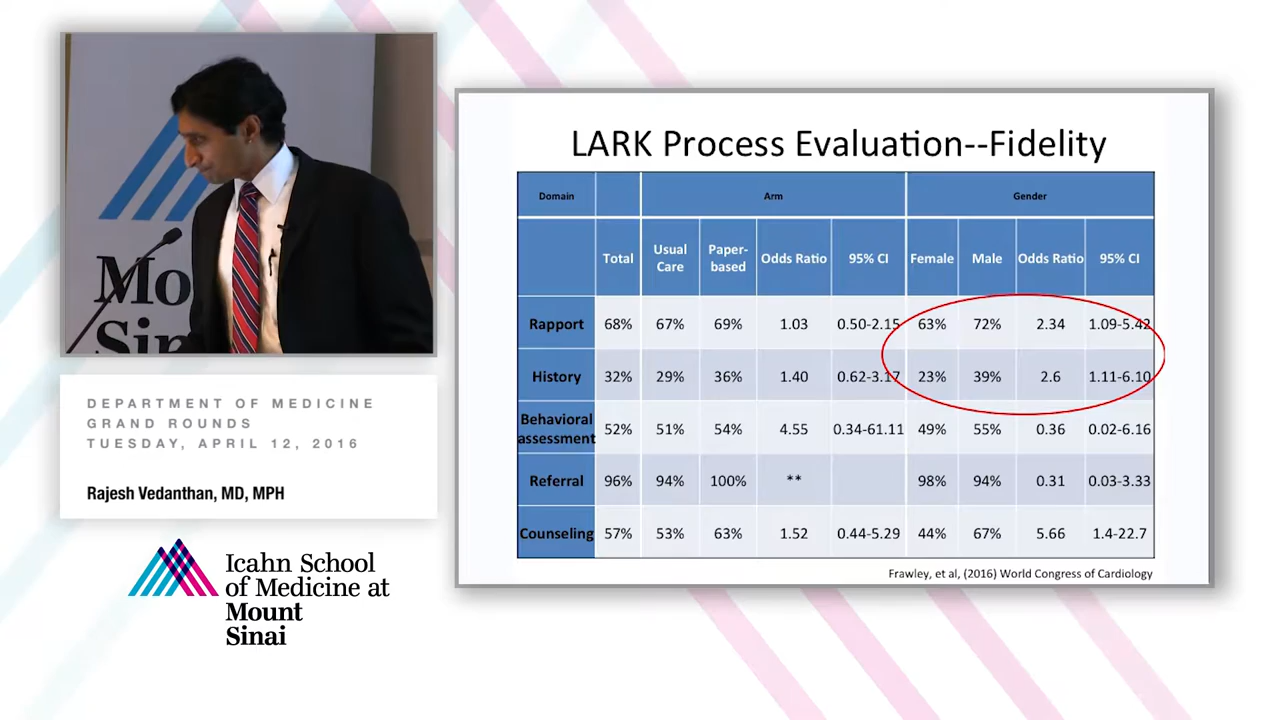 Mo
Sin
DEPARTMENT OF MEDICINE
GRAND ROUNDS
TUESDAY, APRIL 12, 2016
Rajesh Vedanthan, MD, MPH
Icahn School
of Medicine at
Mount
Sinai
LARK Process Evaluation--Fidelity
Domain Arm Gender
Total Usual Care Paper-based Odds Ratio 95% CI Female Male Odds Ratio 95% CI
Rapport 68% 67% 69% 1.03 0.50-2.15 63% 72% 2.34 1.09-5.42
History 32% 29% 36% 1.40 0.62-3.17 23% 39% 2.6 1.11-6.10
Behavioral assessment 52% 51% 54% 4.55 0.34-61.11 49% 55% 0.36 0.02-6.16
Referral 96% 94% 100% ** 98% 94% 0.31 0.03-3.33
Counseling 57% 53% 63% 1.52 0.44-5.29 44% 67% 5.66 1.4-22.7
Frawley, et al, (2016) World Congress of Cardiology